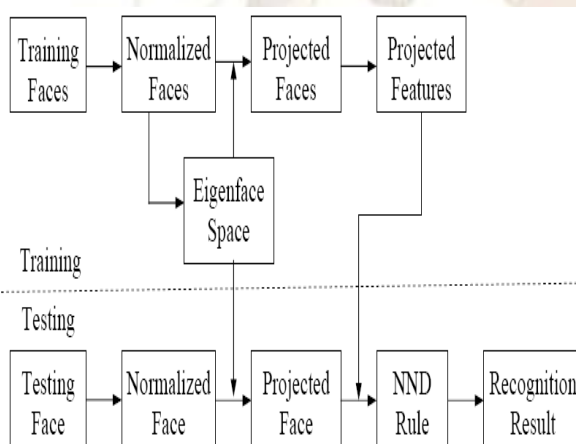 Training
Faces
Normalized
Faces
Projected
Faces
Projected
Features
Eigenface
Space
Training
Testing
Testing
Face
Normalized
Face
Projected
Face
NND
Rule
Recognition
Result